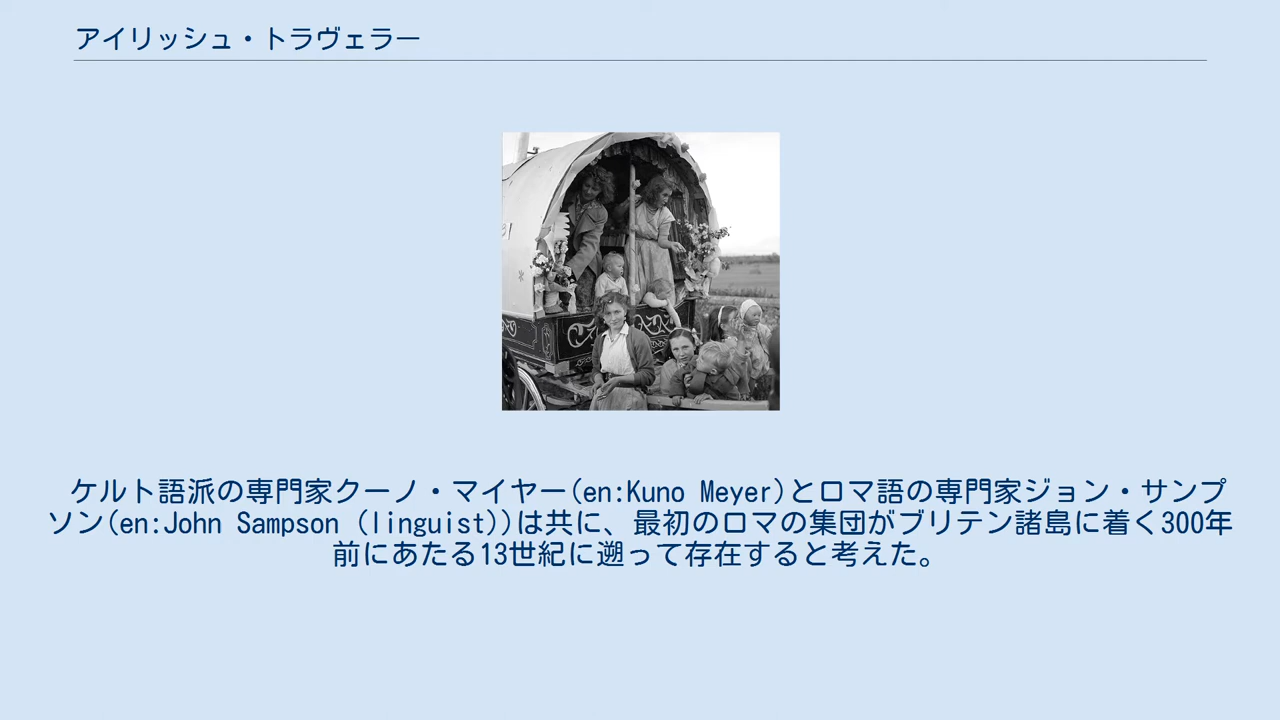 アイリッシュ・トラヴェラー
ケルト語派の専門家クーノ・マイヤー(en:Kuno Meyer)とロマ語の専門家ジョン・サンプ
ソン(en:John Sampson (linguist))は共に、最初のロマの集団がブリテン諸島に着く300年
前にあたる13世紀に遡って存在すると考えた。